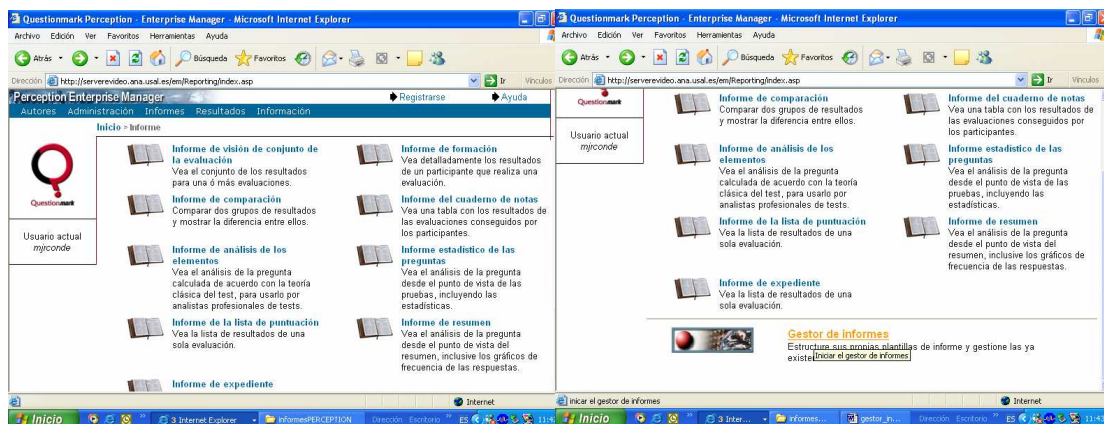 Questionmark Perception - Enterprise Manager - Microsoft Internet Explorer
Archivo Edición Ver Favoritos Herramientas Ayuda
Atrás Búsqueda Favoritos
Dirección http://serverevideo.ana.usal.es/em/Reporting/index.asp Ir Vínculos
Perception Enterprise Manager Registrarse Ayuda
Autores Administración Informes Resultados Información
Inicio > Informe
Questionmark
Usuario actual
mjrconde
Informe de visión de conjunto de
la evaluación
Vea el conjunto de los resultados
para una ó más evaluaciones.
Informe de formación
Vea detalladamente los resultados
de un participante que realiza una
evaluación.
Informe de comparación
Comparar dos grupos de resultados
y mostrar la diferencia entre ellos.
Informe del cuaderno de notas
Vea una tabla con los resultados de
las evaluaciones conseguidos por
los participantes.
Informe de análisis de los
elementos
Vea el análisis de la pregunta
calculada de acuerdo con la teoría
clásica del test, para usarlo por
analistas profesionales de tests.
Informe estadístico de las
preguntas
Vea el análisis de la pregunta
desde el punto de vista de las
pruebas, incluyendo las
estadísticas.
Informe de la lista de puntuación
Vea la lista de resultados de una
sola evaluación.
Informe de resumen
Vea el análisis de la pregunta
desde el punto de vista del
resumen, inclusive los gráficos de
frecuencia de las respuestas.
Informe de expediente
Internet
Inicio 3 Internet Explorer informesPERCEPTION Dirección Escritorio ES 11:4
Questionmark Perception - Enterprise Manager - Microsoft Internet Explorer
Archivo Edición Ver Favoritos Herramientas Ayuda
Atrás Búsqueda Favoritos
Dirección http://serverevideo.ana.usal.es/em/Reporting/index.asp Ir Vínculos
Questionmark
Usuario actual
mjrconde
Informe de comparación
Comparar dos grupos de resultados
y mostrar la diferencia entre ellos.
Informe del cuaderno de notas
Vea una tabla con los resultados de
las evaluaciones conseguidos por
los participantes.
Informe de análisis de los
elementos
Vea el análisis de la pregunta
calculada de acuerdo con la teoría
clásica del test, para usarlo por
analistas profesionales de tests.
Informe estadístico de las
preguntas
Vea el análisis de la pregunta
desde el punto de vista de las
pruebas, incluyendo las
estadísticas.
Informe de la lista de puntuación
Vea la lista de resultados de una
sola evaluación.
Informe de resumen
Vea el análisis de la pregunta
desde el punto de vista del
resumen, inclusive los gráficos de
frecuencia de las respuestas.
Informe de expediente
Vea la lista de resultados de una
sola evaluación.
Gestor de informes
Estructure sus propias plantillas de informe y gestione las ya
existe
Iniciar el gestor de informes
inicar el gestor de informes Internet
Inicio 3 Inter... informes... gestor_in... Dirección Escritorio ES 11:43